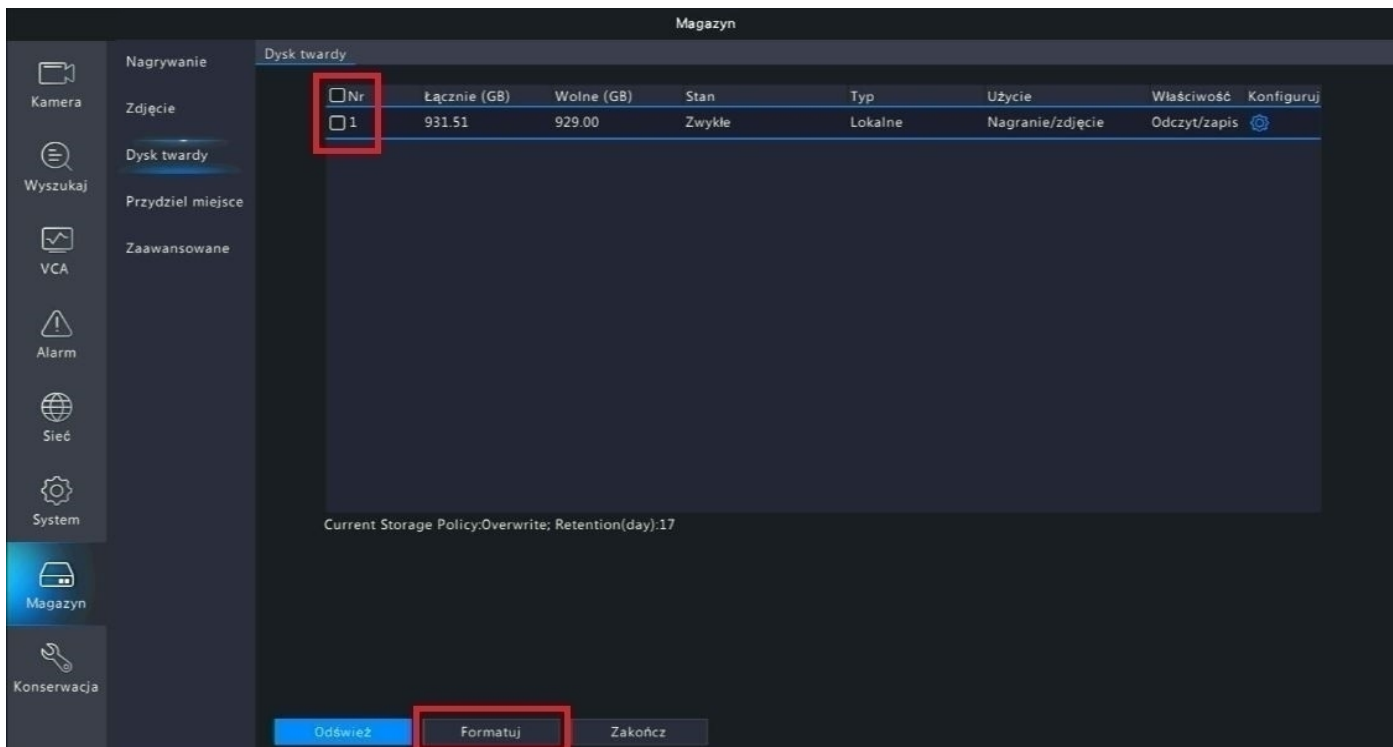 Magazyn
Kamera
Wyszukaj
VCA
Alarm
Sieć
System
Magazyn
Konserwacja
Nagrywanie
Zdjęcie
Dysk twardy
Przydziel miejsce
Zaawansowane
Dysk twardy
Nr Łącznie (GB) Wolne (GB) Stan Typ Użycie Właściwość Konfiguruj
1 931.51 929.00 Zwykłe Lokalne Nagranie/zdjęcie Odczyt/zapis
Current Storage Policy:Overwrite; Retention(day):17
Odśwież Formatuj Zakończ